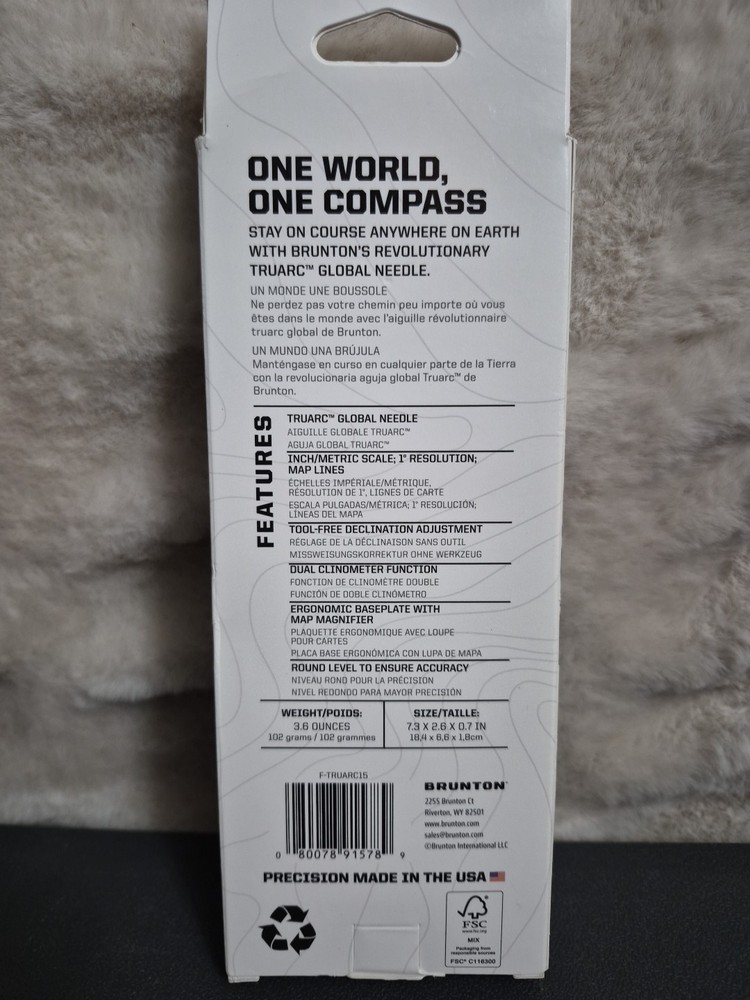 ONE WORLD,
ONE COMPASS
STAY ON COURSE ANYWHERE ON EARTH
WITH BRUNTON'S REVOLUTIONARY
TRUARC™ GLOBAL NEEDLE.
UN MONDE UNE BOUSSOLE
Ne perdez pas votre chemin peu importe où vous
êtes dans le monde avec l'aiguille révolutionnaire
truarc global de Brunton.
UN MUNDO UNA BRÚJULA
Manténgase en curso en cualquier parte de la Tierra
con la revolucionaria aguja global Truarc™ de
Brunton.
FEATURES
TRUARC™ GLOBAL NEEDLE
AIGUILLE GLOBALE TRUARC™
AGUJA GLOBAL TRUARC™
INCH/METRIC SCALE; 1° RESOLUTION;
MAP LINES
ÉCHELLES IMPÉRIALE/MÉTRIQUE,
RÉSOLUTION DE 1°, LIGNES DE CARTE
ESCALA PULGADAS/MÉTRICA; 1° RESOLUCIÓN;
LÍNEAS DEL MAPA
TOOL-FREE DECLINATION ADJUSTMENT
RÉGLAGE DE LA DÉCLINAISON SANS OUTIL
MISSWEISUNGSKORREKTUR OHNE WERKZEUG
DUAL CLINOMETER FUNCTION
FONCTION DE CLINOMÈTRE DOUBLE
FUNCIÓN DE DOBLE CLINÓMETRO
ERGONOMIC BASEPLATE WITH
MAP MAGNIFIER
PLAQUETTE ERGONOMIQUE AVEC LOUPE
POUR CARTES
PLACA BASE ERGONÓMICA CON LUPA DE MAPA
ROUND LEVEL TO ENSURE ACCURACY
NIVEAU ROND POUR LA PRÉCISION
NIVEL REDONDO PARA MAYOR PRECISIÓN
WEIGHT/POIDS:
3.6 OUNCES
102 grams / 102 grammes
SIZE/TAILLE:
7.3 X 2.6 X 0.7 IN
18,4 x 6,6 x 1,8cm
F-TRUARC15
0 80078 91578 9
BRUNTON
2255 Brunton Ct
Riverton, WY 82501
www.brunton.com
sales@brunton.com
©Brunton International LLC
PRECISION MADE IN THE USA
FSC
www.fsc.org
MIX
Packaging from
responsible sources
FSC® C116300